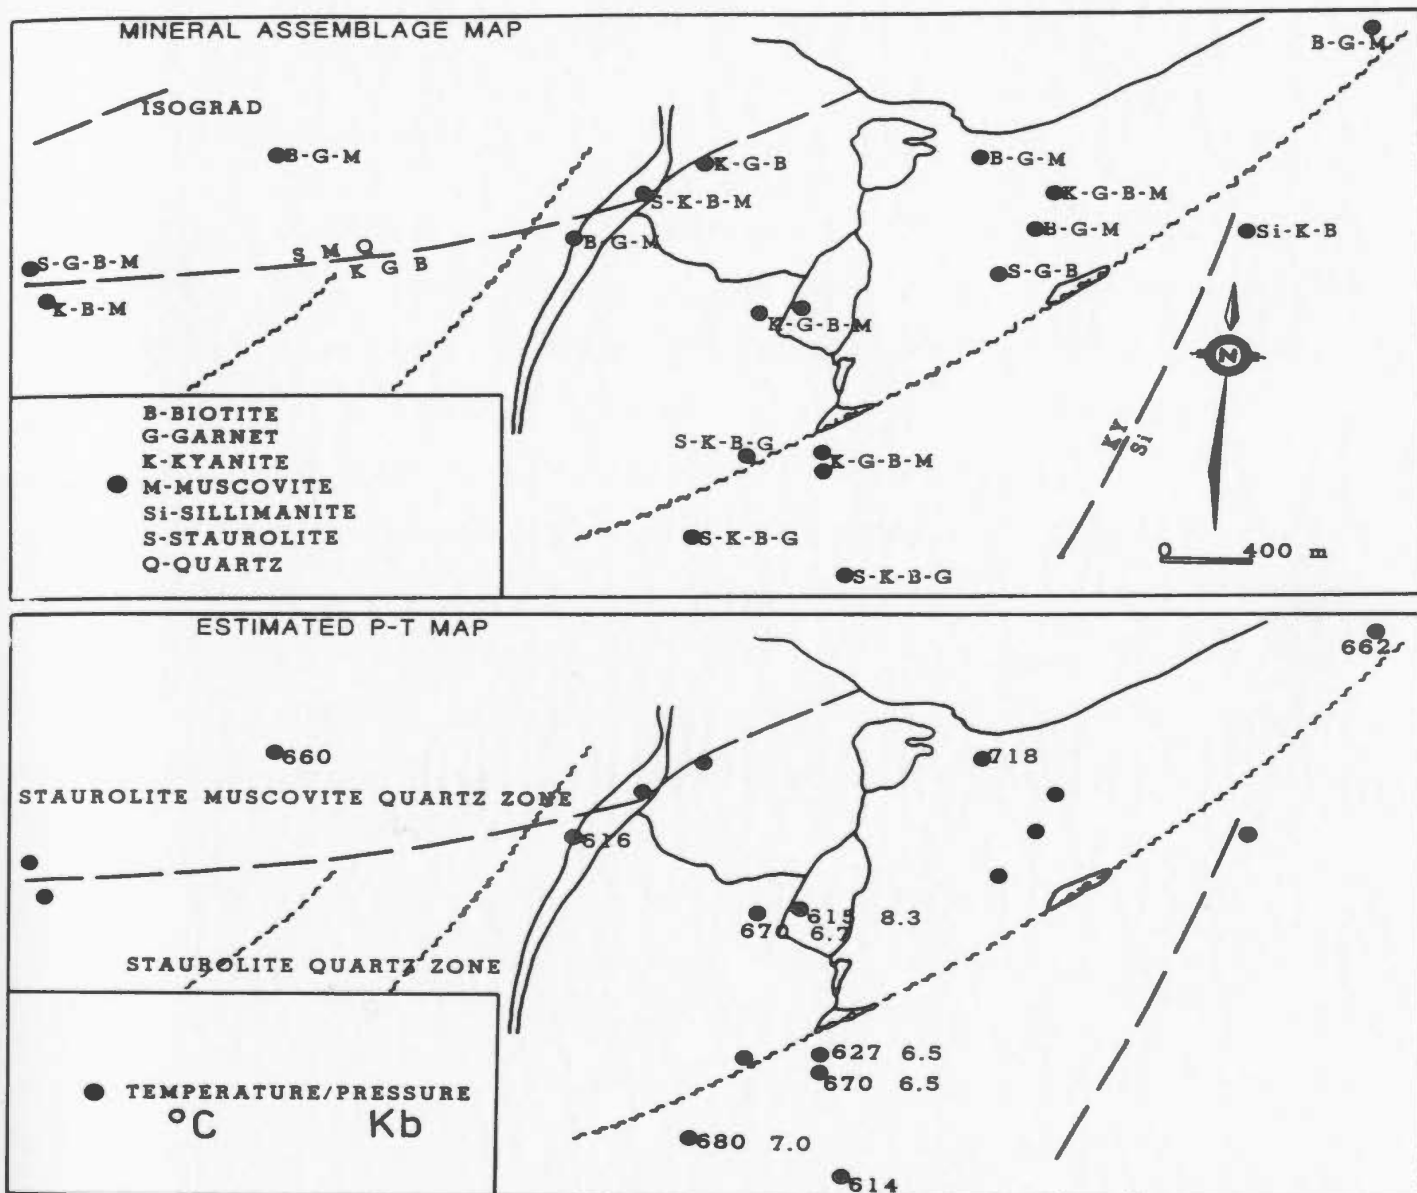 MINERAL ASSEMBLAGE MAP
B-G-M
ISOGRAD
B-G-M
K-G-B
B-G-M
S-K-B-M
K-G-B-M
B-G-M
B-G-M
Si-K-B
S M Q
K G B
S-G-B-M
S-G-B
K-B-M
K-G-B-M
N
B-BIOTITE
G-GARNET
K-KYANITE
M-MUSCOVITE
Si-SILLIMANITE
S-STAUROLITE
Q-QUARTZ
S-K-B-G
K-G-B-M
KY
Si
S-K-B-G
S-K-B-G
0 400 m
ESTIMATED P-T MAP
662
660
718
STAUROLITE MUSCOVITE QUARTZ ZONE
616
615 8.3
670 6.7
STAUROLITE QUARTZ ZONE
627 6.5
670 6.5
TEMPERATURE/PRESSURE
°C Kb
680 7.0
614